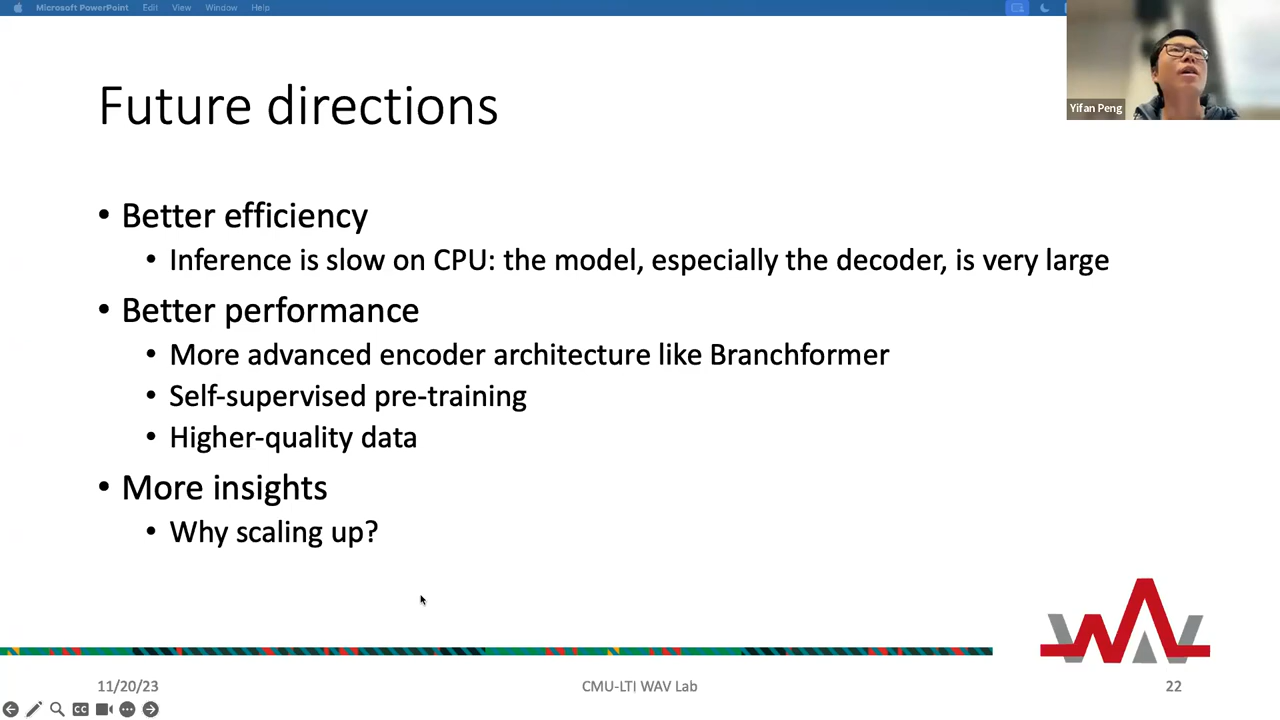 Microsoft PowerPoint Edit View Window Help
Yifan Peng
Future directions
• Better efficiency
• Inference is slow on CPU: the model, especially the decoder, is very large
• Better performance
• More advanced encoder architecture like Branchformer
• Self-supervised pre-training
• Higher-quality data
• More insights
• Why scaling up?
WAV
11/20/23 CMU-LTI WAV Lab 22
CC